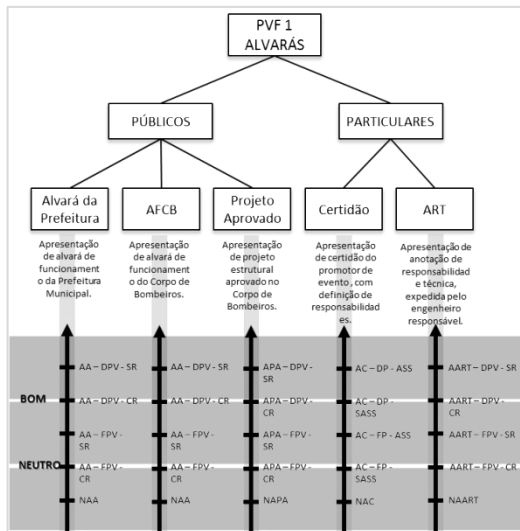 PVF 1
ALVARÁS
PÚBLICOS
PARTICULARES
Alvará da
Prefeitura
AFCB
Projeto
Aprovado
Certidão
ART
Apresentação
de alvará de
funcionament
o da Prefeitura
Municipal.
Apresentação
de alvará de
funcionament
o do Corpo de
Bombeiros.
Apresentação
de projeto
estrutural
aprovado no
Corpo de
Bombeiros.
Apresentação
de certidão do
promotor de
evento, com
definição de
responsabilidad
es.
Apresentação de
anotação de
responsabilidad
e técnica,
expedida pelo
engenheiro
responsável.
AA – DPV - SR
AA – DPV - SR
APA – DPV -
SR
AC – DP - ASS
AART – DPV - SR
BOM
AA – DPV - CR
AA – DPV - CR
APA – DPV -
CR
AC – DP -
SASS
AART – DPV -
CR
AA – FPV -
SR
AA – FPV -
SR
APA – FPV -
SR
AC – FP - ASS
AART – FPV - SR
NEUTRO
AA – FPV -
CR
AA – FPV -
CR
APA – FPV -
CR
AC – FP -
SASS
AART – FPV - CR
NAA
NAA
NAPA
NAC
NAART